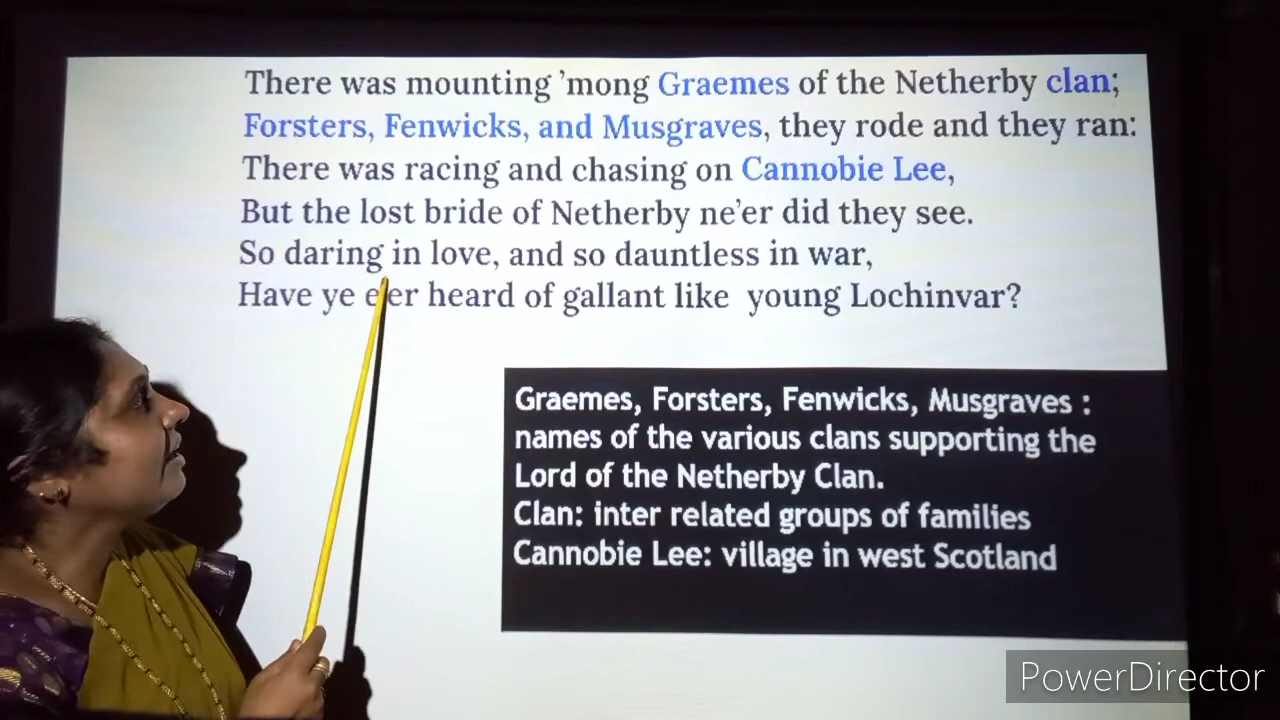 There was mounting ’mong Graemes of the Netherby clan;
Forsters, Fenwicks, and Musgraves, they rode and they ran:
There was racing and chasing on Cannobie Lee,
But the lost bride of Netherby ne’er did they see.
So daring in love, and so dauntless in war,
Have ye e’er heard of gallant like young Lochinvar?
Graemes, Forsters, Fenwicks, Musgraves :
names of the various clans supporting the
Lord of the Netherby Clan.
Clan: inter related groups of families
Cannobie Lee: village in west Scotland
PowerDirector